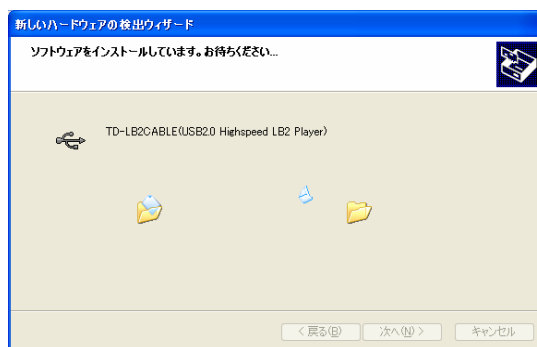 新しいハードウェアの検出ウィザード
ソフトウェアをインストールしています。お待ちください...
TD-LB2CABLE(USB2.0 Highspeed LB2 Player)
< 戻る(B)
次へ(N) >
キャンセル